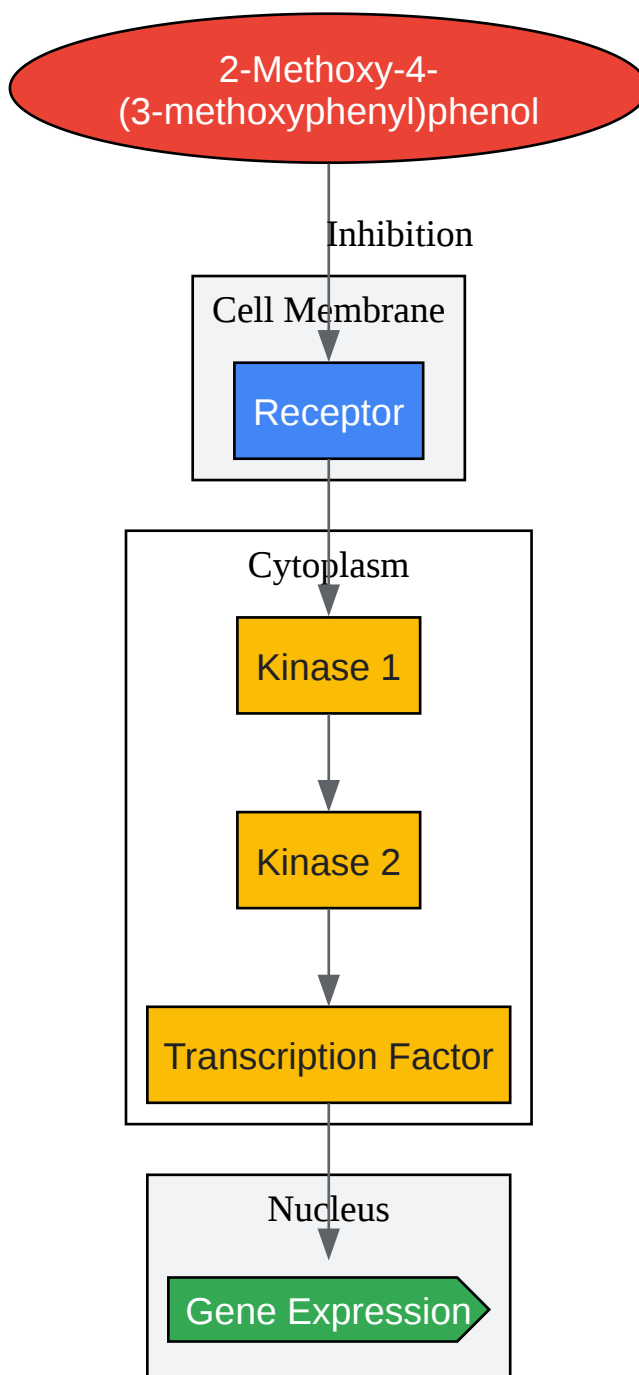 2-Methoxy-4-
(3-methoxyphenyl)phenol
Inhibition
Cell Membrane
Receptor
Cytoplasm
Kinase 1
Kinase 2
Transcription Factor
Nucleus
Gene Expression